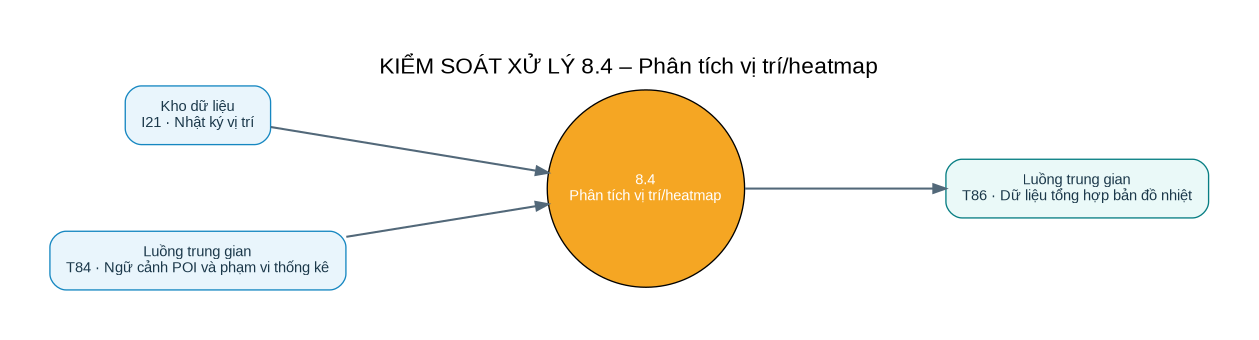 KIỂM SOÁT XỬ LÝ 8.4 – Phân tích vị trí/heatmap
Kho dữ liệu
I21 · Nhật ký vị trí
Luồng trung gian
T84 · Ngữ cảnh POI và phạm vi thống kê
8.4
Phân tích vị trí/heatmap
Luồng trung gian
T86 · Dữ liệu tổng hợp bản đồ nhiệt